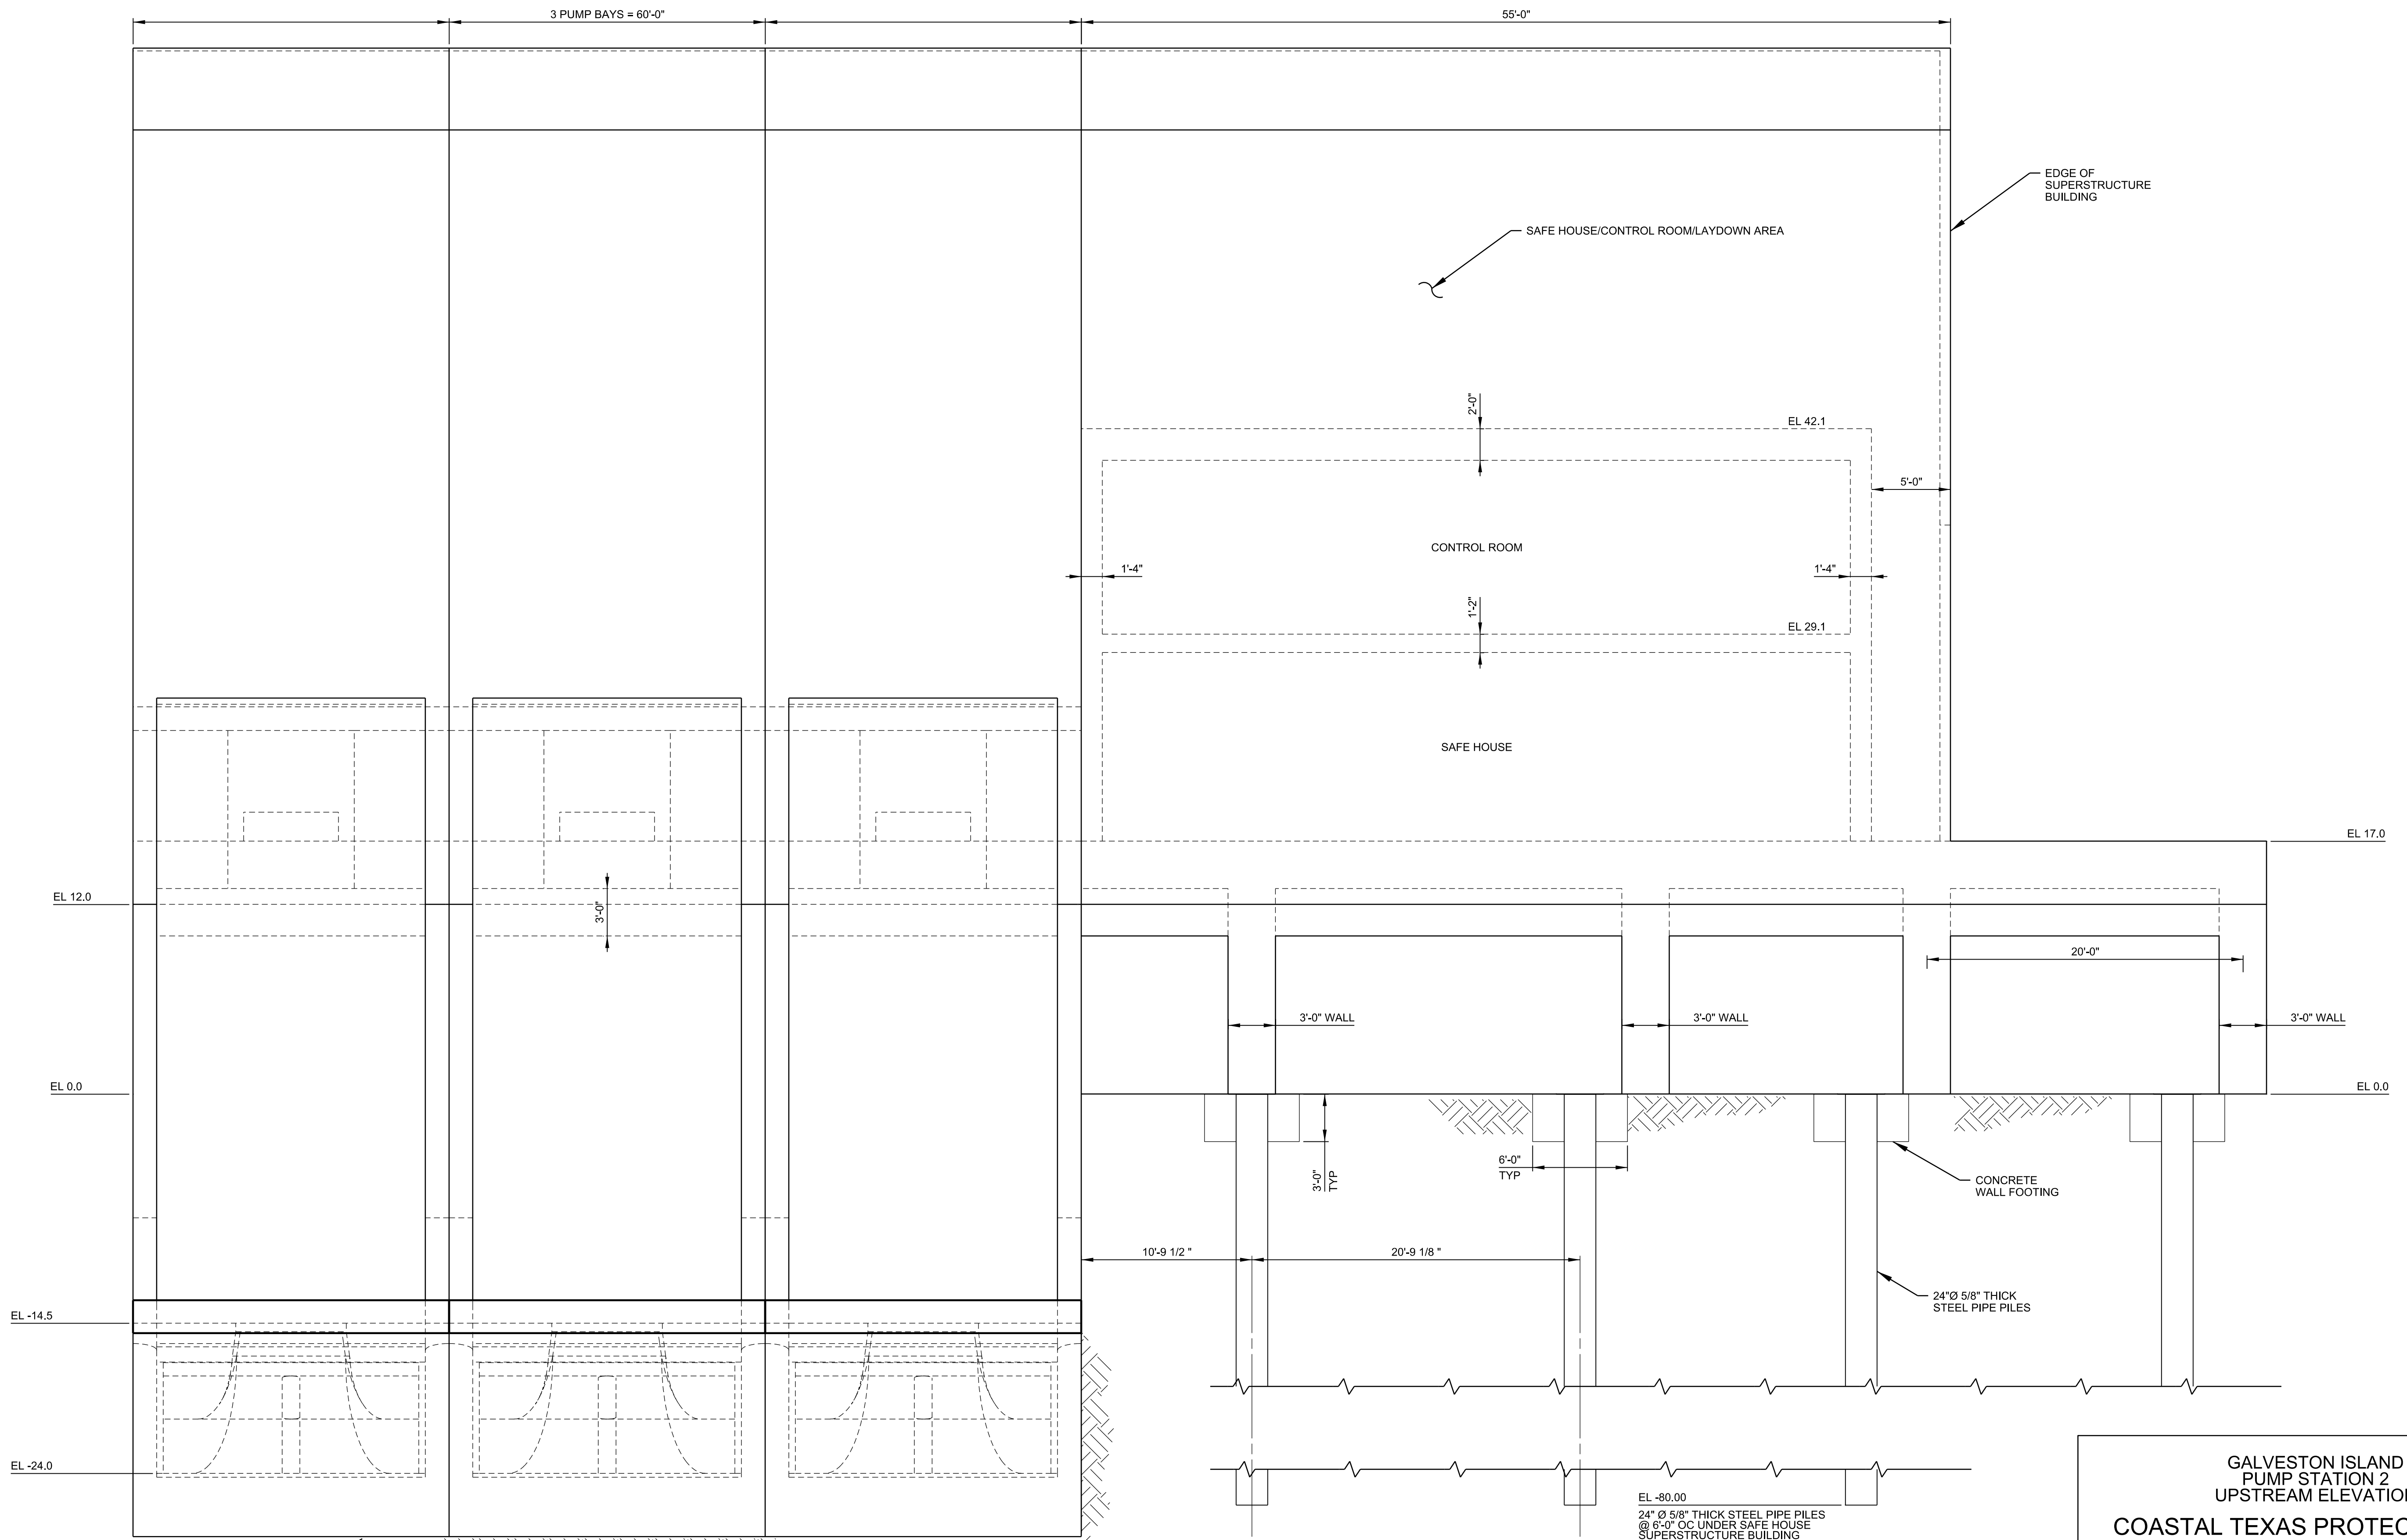 3 PUMP BAYS = 60'-0"
55'-0"
EDGE OF
SUPERSTRUCTURE
BUILDING
SAFE HOUSE/CONTROL ROOM/LAYDOWN AREA
2'-0"
EL 42.1
5'-0"
CONTROL ROOM
1'-4"
1'-4"
1'-2"
EL 29.1
SAFE HOUSE
EL 17.0
EL 12.0
3'-0"
20'-0"
3'-0" WALL
3'-0" WALL
3'-0" WALL
EL 0.0
EL 0.0
3'-0"
TYP
6'-0"
TYP
CONCRETE
WALL FOOTING
10'-9 1/2 "
20'-9 1/8 "
24"Ø 5/8" THICK
STEEL PIPE PILES
EL -14.5
EL -24.0
EL -80.00
24" Ø 5/8" THICK STEEL PIPE PILES
@ 6'-0" OC UNDER SAFE HOUSE
SUPERSTRUCTURE BUILDING
GALVESTON ISLAND
PUMP STATION 2
UPSTREAM ELEVATION
COASTAL TEXAS PROTEC